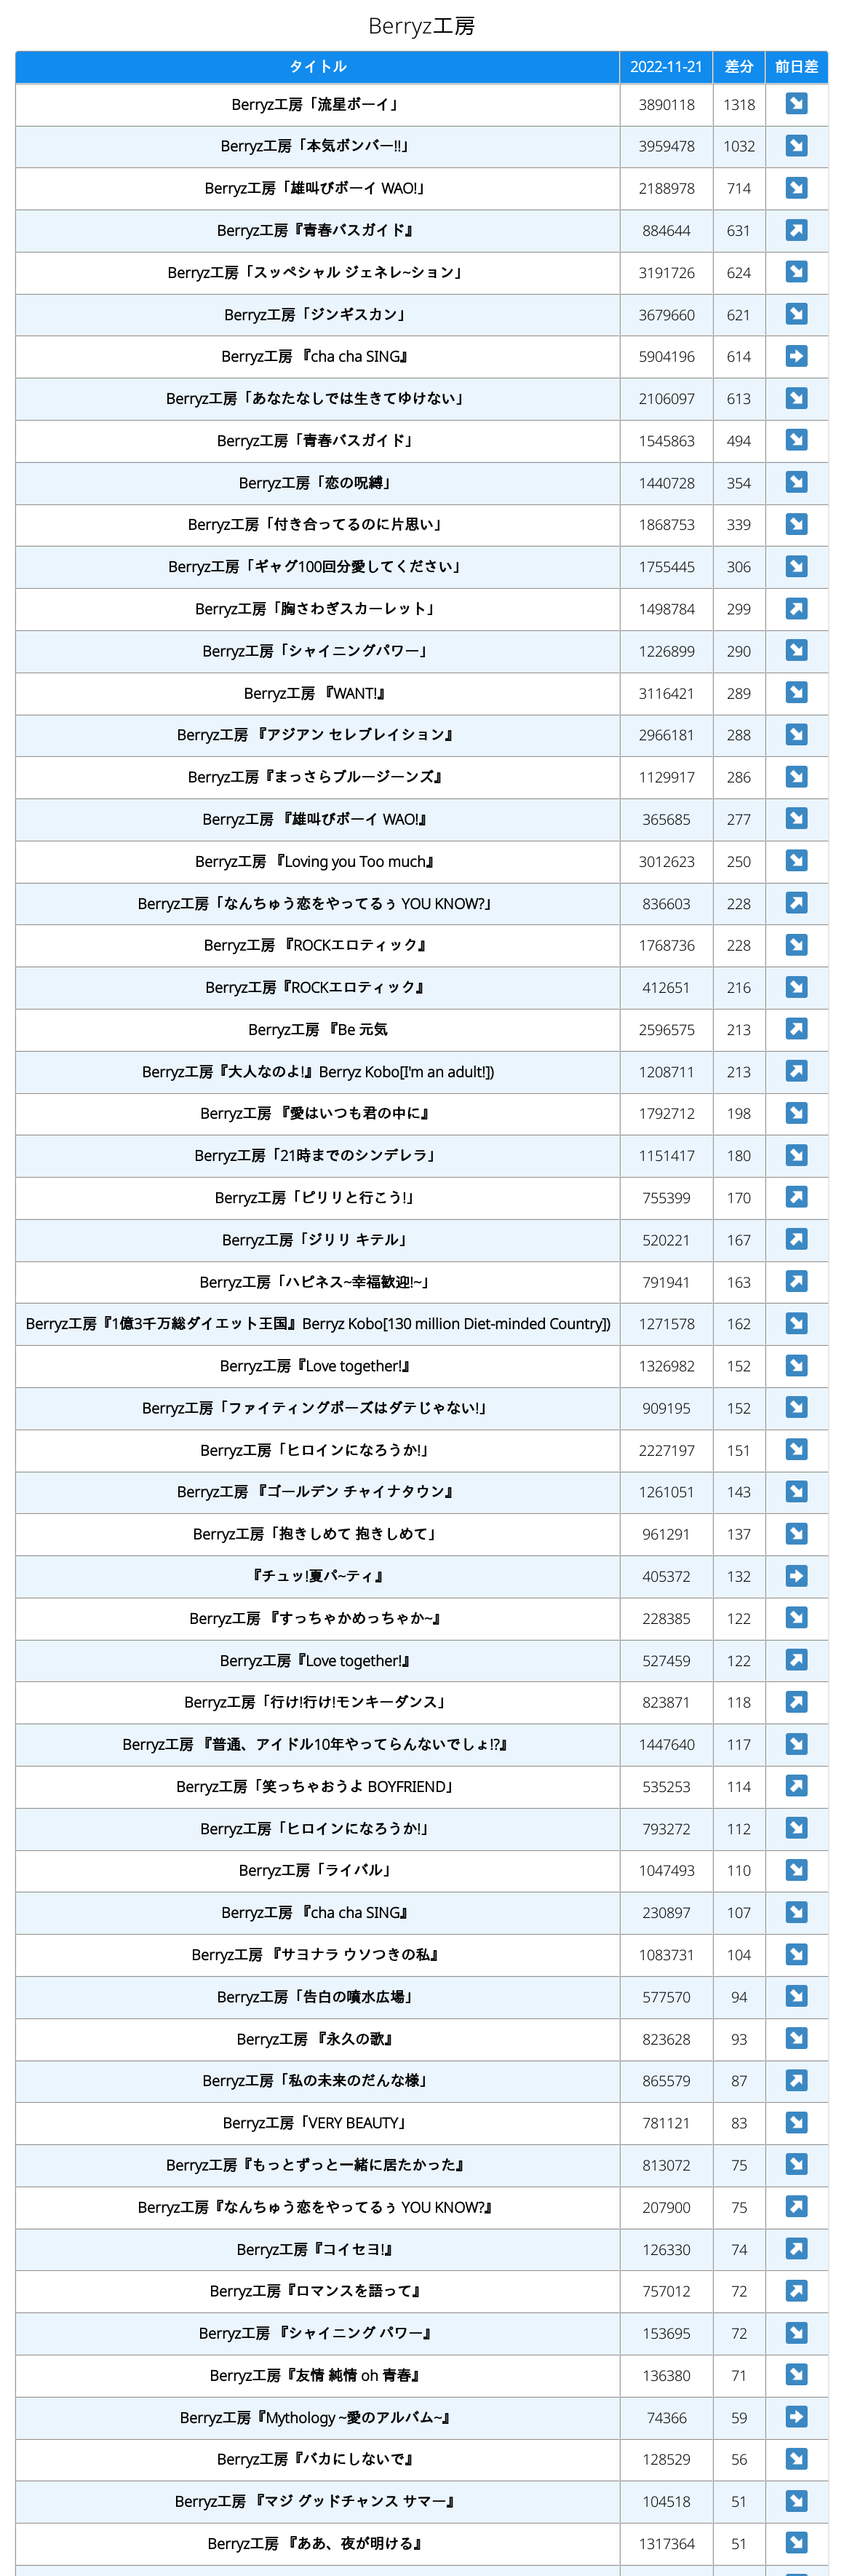 Berryz工房
タイトル 2022-11-21 差分 前日差
Berryz工房「流星ボーイ」 3890118 1318 ↘
Berryz工房「本気ボンバー!!」 3959478 1032 ↘
Berryz工房「雄叫びボーイ WAO!」 2188978 714 ↘
Berryz工房『青春バスガイド』 884644 631 ↗
Berryz工房「スッペシャル ジェネレ~ション」 3191726 624 ↘
Berryz工房「ジンギスカン」 3679660 621 ↘
Berryz工房 『cha cha SING』 5904196 614 ➡
Berryz工房「あなたなしでは生きてゆけない」 2106097 613 ↘
Berryz工房「青春バスガイド」 1545863 494 ↘
Berryz工房「恋の呪縛」 1440728 354 ↘
Berryz工房「付き合ってるのに片思い」 1868753 339 ↘
Berryz工房「ギャグ100回分愛してください」 1755445 306 ↘
Berryz工房「胸さわぎスカーレット」 1498784 299 ↗
Berryz工房「シャイニングパワー」 1226899 290 ↘
Berryz工房 『WANT!』 3116421 289 ↘
Berryz工房 『アジアン セレブレイション』 2966181 288 ↘
Berryz工房『まっさらブルージーンズ』 1129917 286 ↘
Berryz工房 『雄叫びボーイ WAO!』 365685 277 ↘
Berryz工房 『Loving you Too much』 3012623 250 ↘
Berryz工房「なんちゅう恋をやってるぅ YOU KNOW?」 836603 228 ↗
Berryz工房 『ROCKエロティック』 1768736 228 ↘
Berryz工房『ROCKエロティック』 412651 216 ↘
Berryz工房 『Be 元気 2596575 213 ↗
Berryz工房『大人なのよ!』Berryz Kobo[I'm an adult!]) 1208711 213 ↗
Berryz工房 『愛はいつも君の中に』 1792712 198 ↘
Berryz工房「21時までのシンデレラ」 1151417 180 ↘
Berryz工房「ピリリと行こう!」 755399 170 ↗
Berryz工房「ジリリ キテル」 520221 167 ↗
Berryz工房「ハピネス~幸福歓迎!~」 791941 163 ↗
Berryz工房『1億3千万総ダイエット王国』Berryz Kobo[130 million Diet-minded Country]) 1271578 162 ↘
Berryz工房『Love together!』 1326982 152 ↘
Berryz工房「ファイティングポーズはダテじゃない!」 909195 152 ↘
Berryz工房「ヒロインになろうか!」 2227197 151 ↘
Berryz工房 『ゴールデン チャイナタウン』 1261051 143 ↘
Berryz工房「抱きしめて 抱きしめて」 961291 137 ↘
『チュッ!夏パ~ティ』 405372 132 ➡
Berryz工房 『すっちゃかめっちゃか~』 228385 122 ↘
Berryz工房『Love together!』 527459 122 ↗
Berryz工房「行け!行け!モンキーダンス」 823871 118 ↗
Berryz工房 『普通、アイドル10年やってらんないでしょ!?』 1447640 117 ↘
Berryz工房「笑っちゃおうよ BOYFRIEND」 535253 114 ↗
Berryz工房「ヒロインになろうか!」 793272 112 ↘
Berryz工房「ライバル」 1047493 110 ↘
Berryz工房 『cha cha SING』 230897 107 ↘
Berryz工房 『サヨナラ ウソつきの私』 1083731 104 ↘
Berryz工房「告白の噴水広場」 577570 94 ↘
Berryz工房 『永久の歌』 823628 93 ↘
Berryz工房「私の未来のだんな様」 865579 87 ↗
Berryz工房「VERY BEAUTY」 781121 83 ↘
Berryz工房『もっとずっと一緒に居たかった』 813072 75 ↘
Berryz工房『なんちゅう恋をやってるぅ YOU KNOW?』 207900 75 ↗
Berryz工房『コイセヨ!』 126330 74 ↗
Berryz工房『ロマンスを語って』 757012 72 ↗
Berryz工房 『シャイニング パワー』 153695 72 ↘
Berryz工房『友情 純情 oh 青春』 136380 71 ↘
Berryz工房『Mythology ~愛のアルバム~』 74366 59 ➡
Berryz工房『バカにしないで』 128529 56 ↘
Berryz工房 『マジ グッドチャンス サマー』 104518 51 ↘
Berryz工房 『ああ、夜が明ける』 1317364 51 ↘